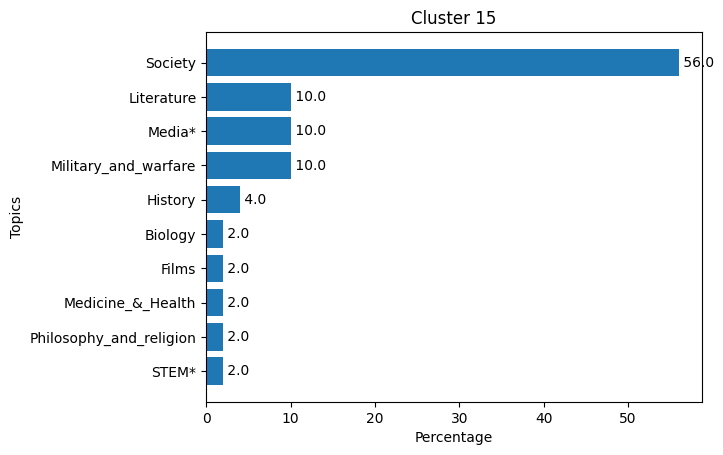 Cluster 15
Society 56.0
Literature 10.0
Media* 10.0
Military_and_warfare 10.0
History 4.0
Biology 2.0
Films 2.0
Medicine_&_Health 2.0
Philosophy_and_religion 2.0
STEM* 2.0
Topics
0 10 20 30 40 50
Percentage